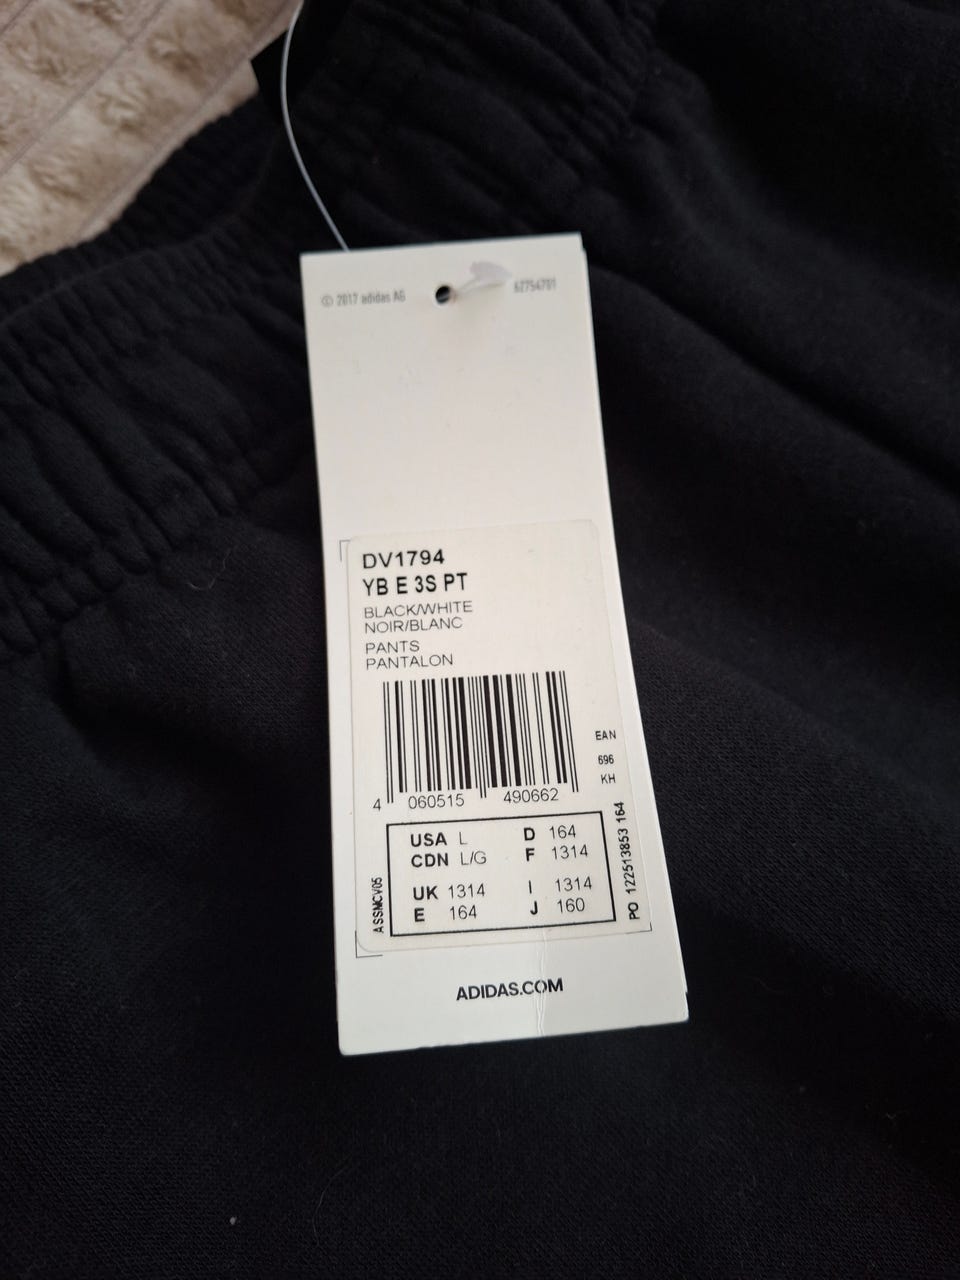 © 2017 adidas AG
62754701
DV1794
YB E 3S PT
BLACK/WHITE
NOIR/BLANC
PANTS
PANTALON
EAN
696
KH
4 060515 490662
USA L D 164
CDN L/G F 1314
UK 1314 I 1314
E 164 J 160
ASSMCV05
PO 122513853 164
ADIDAS.COM